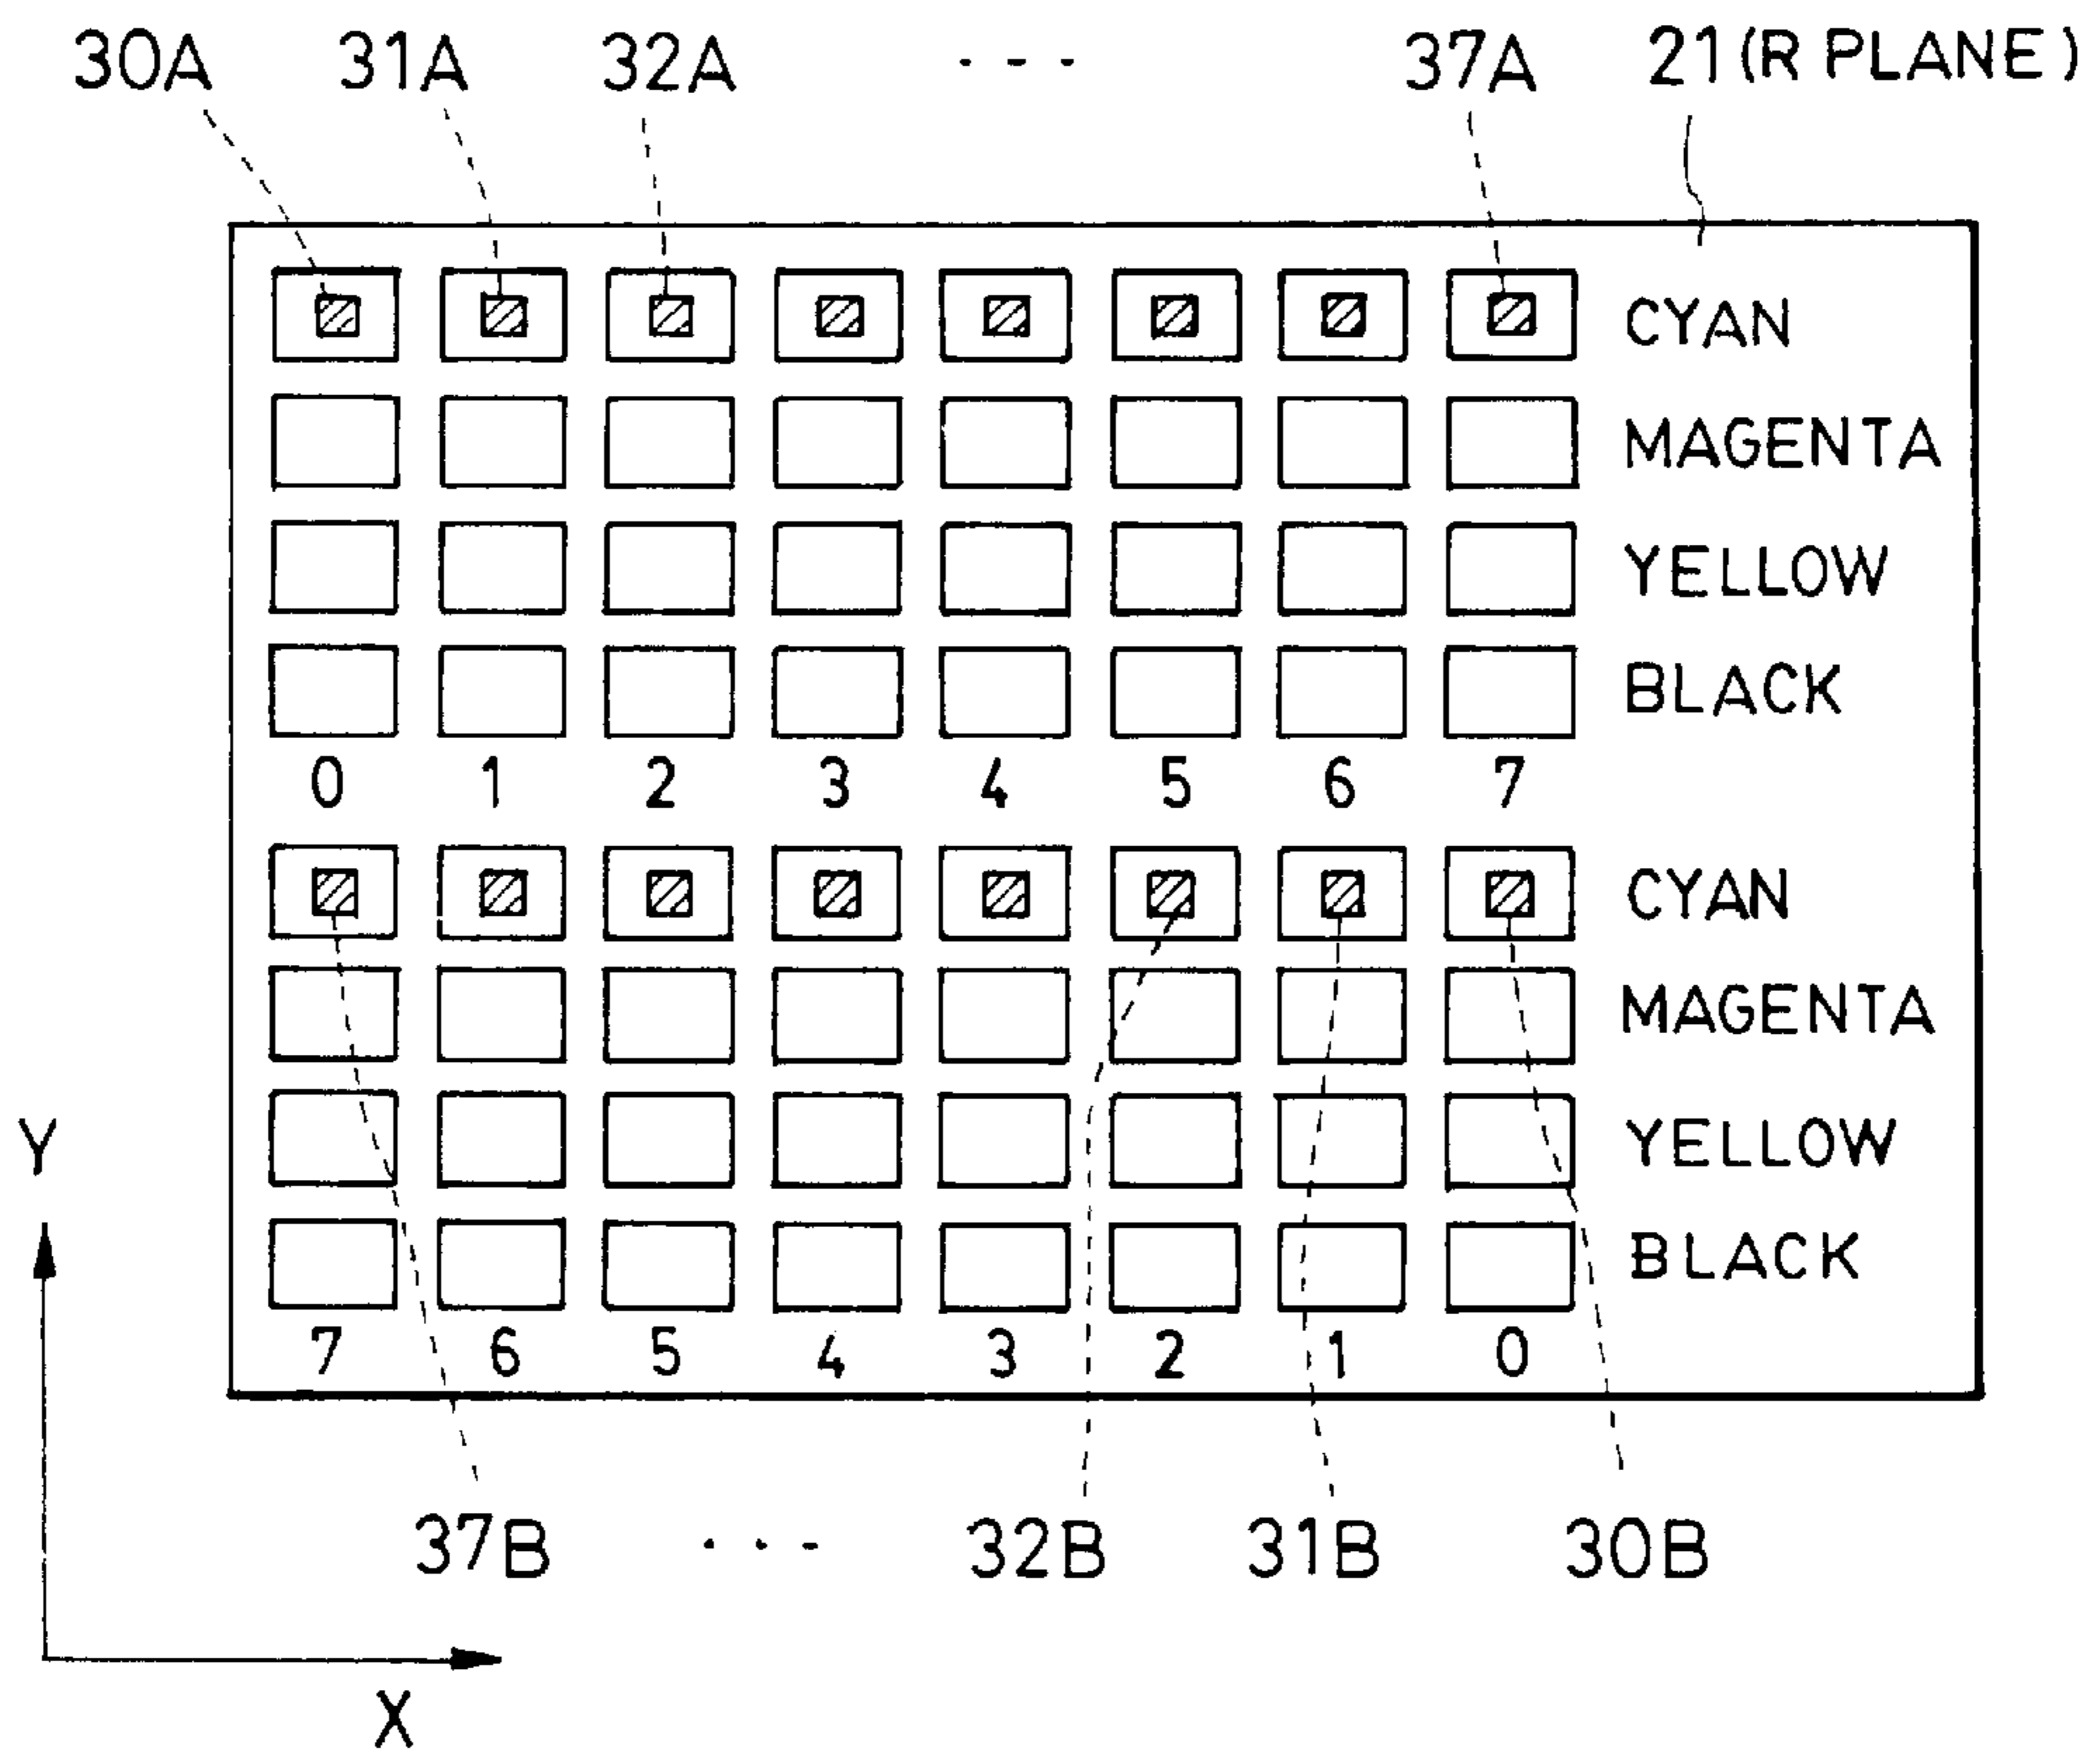 30A 31A 32A --- 37A 21 (R PLANE)
CYAN
MAGENTA
YELLOW
BLACK
0 1 2 3 4 5 6 7
CYAN
MAGENTA
YELLOW
BLACK
7 6 5 4 3 2 1 0
Y
37B ... 32B 31B 30B
X